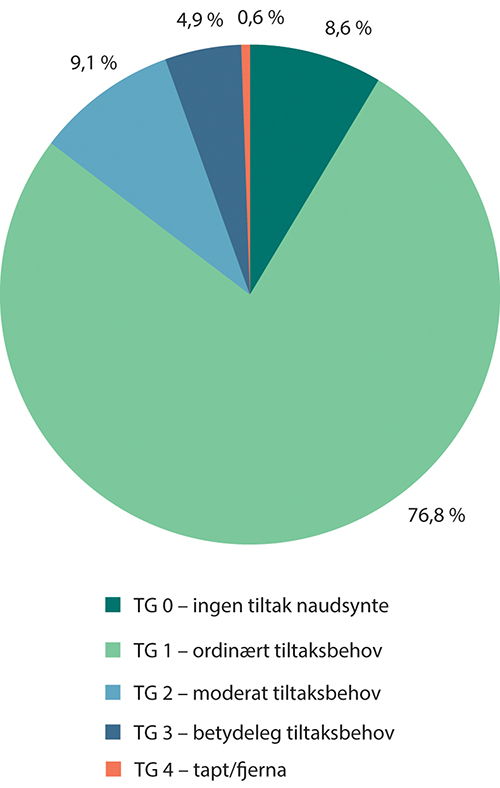 4,9 % 0,6 % 8,6 %
9,1 %
76,8 %
TG 0 – ingen tiltak naudsynte
TG 1 – ordinært tiltaksbehov
TG 2 – moderat tiltaksbehov
TG 3 – betydeleg tiltaksbehov
TG 4 – tapt/fjerna